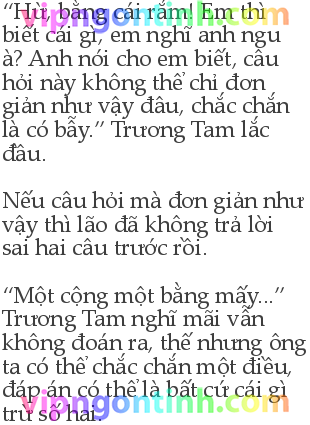 “Hừ, bằng cái rắm! Em thì
vipngontinh.com
biết cái gì, em nghĩ anh ngu
à? Anh nói cho em biết, câu
hỏi này không thể chỉ đơn
giản như vậy đâu, chắc chắn
là có bẫy.” Trương Tam lắc
đầu.
Nếu câu hỏi mà đơn giản như
vậy thì lão đã không trả lời
sai hai câu trước rồi.
“Một cộng một bằng mấy...”
Trương Tam nghĩ mãi vẫn
không đoán ra, thế nhưng ông
ta có thể chắc chắn một điều,
đáp án có thể là bất cứ cái gì
vipngontinh.com
trừ số hai.